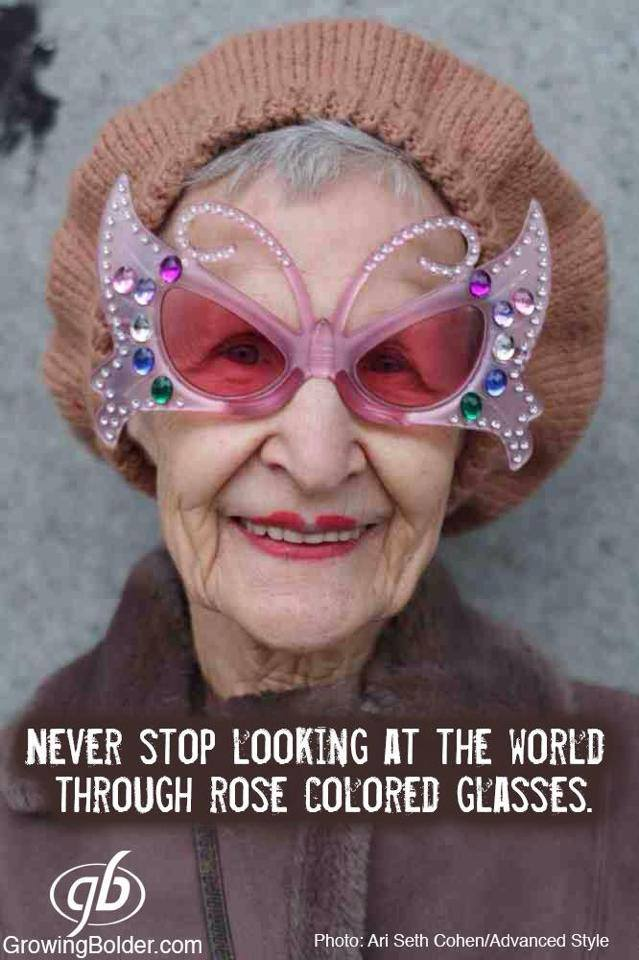 NEVER STOP LOOKING AT THE WORLD
THROUGH ROSE COLORED GLASSES.
gb
GrowingBolder.com
Photo: Ari Seth Cohen/Advanced Style